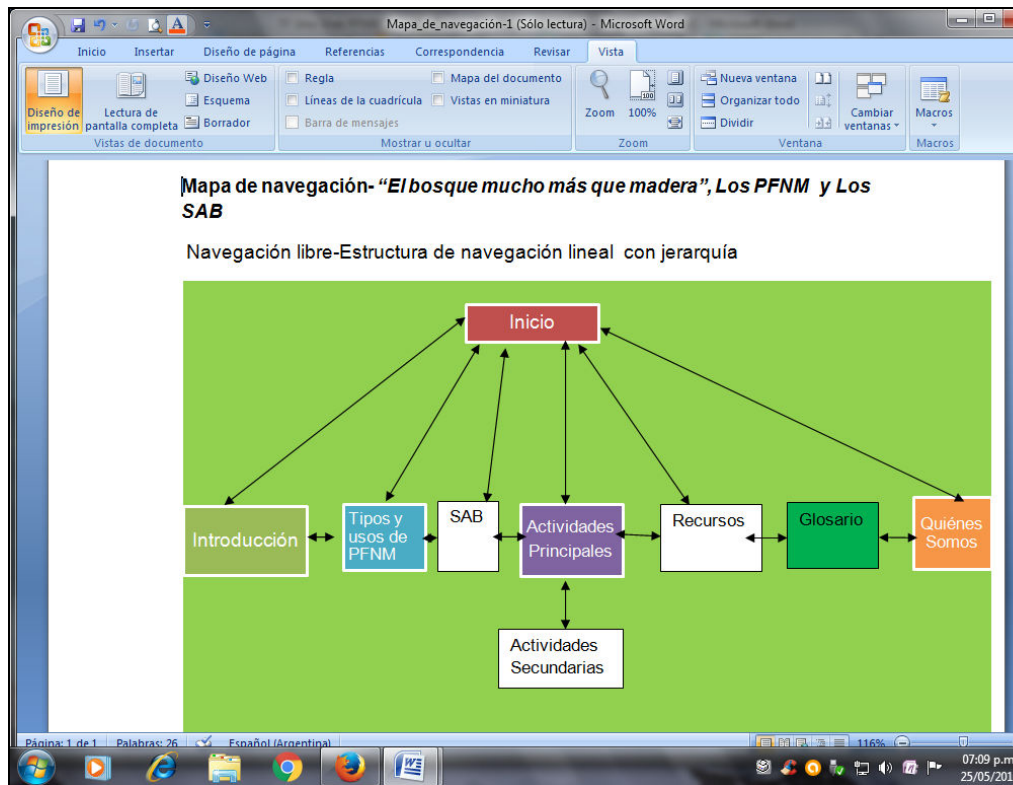 Mapa_de_navegación-1 (Sólo lectura) - Microsoft Word
Inicio Insertar Diseño de página Referencias Correspondencia Revisar Vista
Diseño de impresión
Lectura de pantalla completa
Diseño Web
Esquema
Borrador
Vistas de documento
Regla
Líneas de la cuadrícula
Barra de mensajes
Mapa del documento
Vistas en miniatura
Mostrar u ocultar
Zoom
100%
Zoom
Nueva ventana
Organizar todo
Dividir
Cambiar ventanas
Ventana
Macros
Macros
Mapa de navegación- “El bosque mucho más que madera”, Los PFNM y Los
SAB
Navegación libre-Estructura de navegación lineal con jerarquía
Inicio
Introducción
Tipos y
usos de
PFNM
SAB
Actividades
Principales
Recursos
Glosario
Quiénes
Somos
Actividades
Secundarias
Página: 1 de 1 Palabras: 26 Español (Argentina) 116%
07:09 p.m
25/05/201